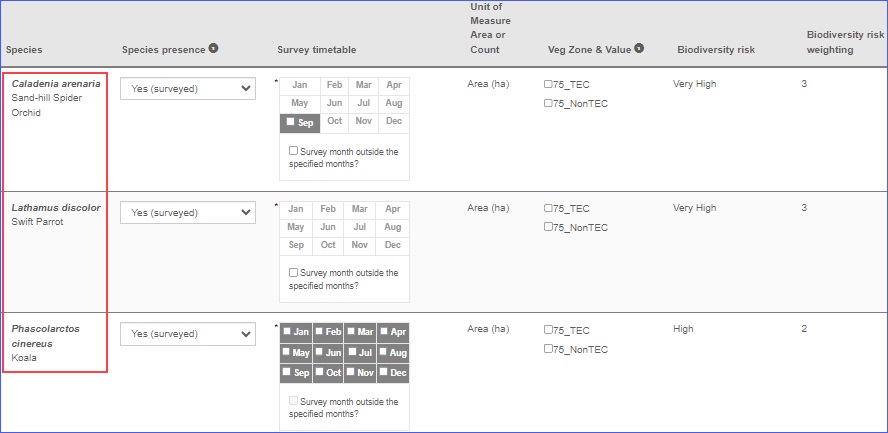 Species
Species presence
Survey timetable
Unit of
Measure
Area or
Count
Veg Zone & Value
Biodiversity risk
Biodiversity risk
weighting
Caladenia arenaria
Sand-hill Spider
Orchid
Yes (surveyed)
*
Jan Feb Mar Apr
May Jun Jul Aug
Sep Oct Nov Dec
Survey month outside the
specified months?
Area (ha)
75_TEC
75_NonTEC
Very High
3
Lathamus discolor
Swift Parrot
Yes (surveyed)
*
Jan Feb Mar Apr
May Jun Jul Aug
Sep Oct Nov Dec
Survey month outside the
specified months?
Area (ha)
75_TEC
75_NonTEC
Very High
3
Phascolarctos
cinereus
Koala
Yes (surveyed)
*
Jan Feb Mar Apr
May Jun Jul Aug
Sep Oct Nov Dec
Survey month outside the
specified months?
Area (ha)
75_TEC
75_NonTEC
High
2